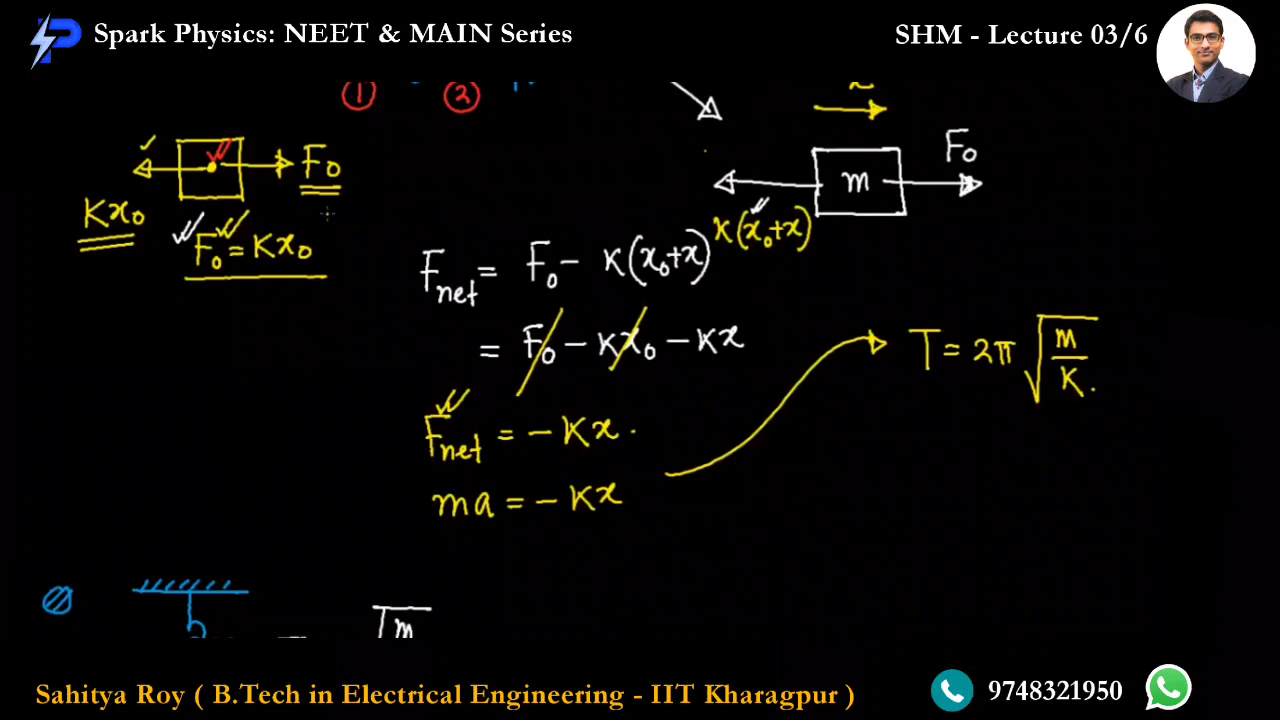 Spark Physics: NEET & MAIN Series
SHM - Lecture 03/6
① ②
F₀
Kx₀
F₀ = Kx₀
m
F₀
K(x₀+x)
Fnet = F₀ - K(x₀+x)
= F₀ - Kx₀ - Kx
Fnet = - Kx.
ma = - Kx
T = 2π √(m/K).
m
Sahitya Roy ( B.Tech in Electrical Engineering - IIT Kharagpur )
9748321950